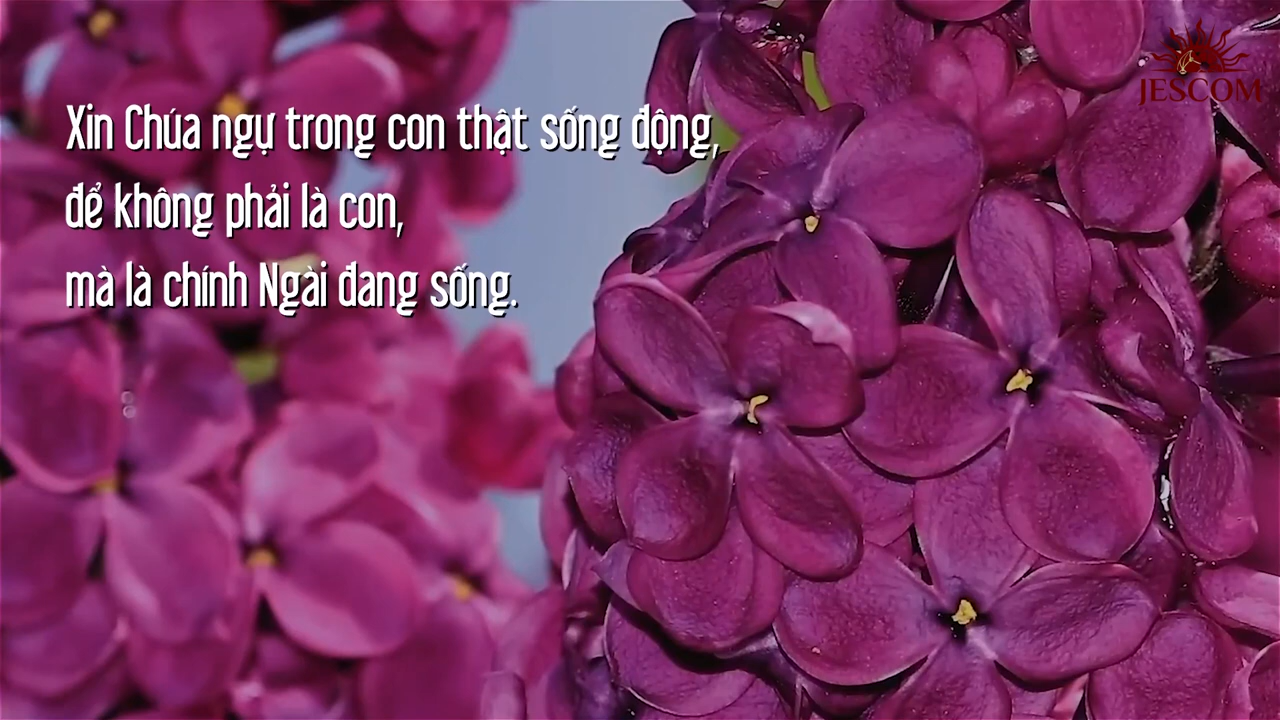 Xin Chúa ngự trong con thật sống động,
để không phải là con,
mà là chính Ngài đang sống.
JESCOM